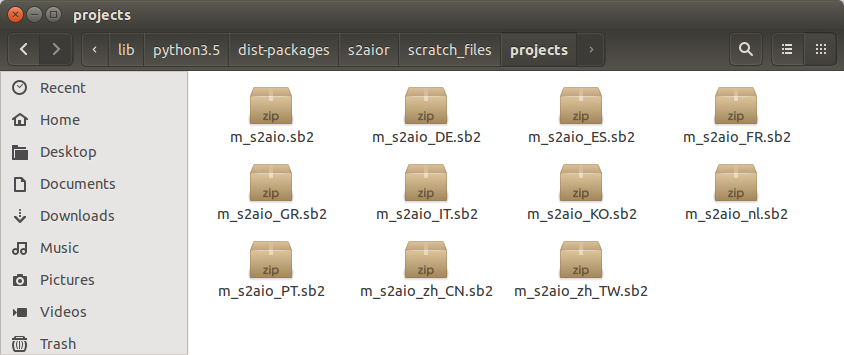 projects
lib python3.5 dist-packages s2aior scratch_files projects
Recent
Home
Desktop
Documents
Downloads
Music
Pictures
Videos
Trash
zip zip zip zip
m_s2aio.sb2 m_s2aio_DE.sb2 m_s2aio_ES.sb2 m_s2aio_FR.sb2
zip zip zip zip
m_s2aio_GR.sb2 m_s2aio_IT.sb2 m_s2aio_KO.sb2 m_s2aio_nl.sb2
zip zip zip
m_s2aio_PT.sb2 m_s2aio_zh_CN.sb2 m_s2aio_zh_TW.sb2